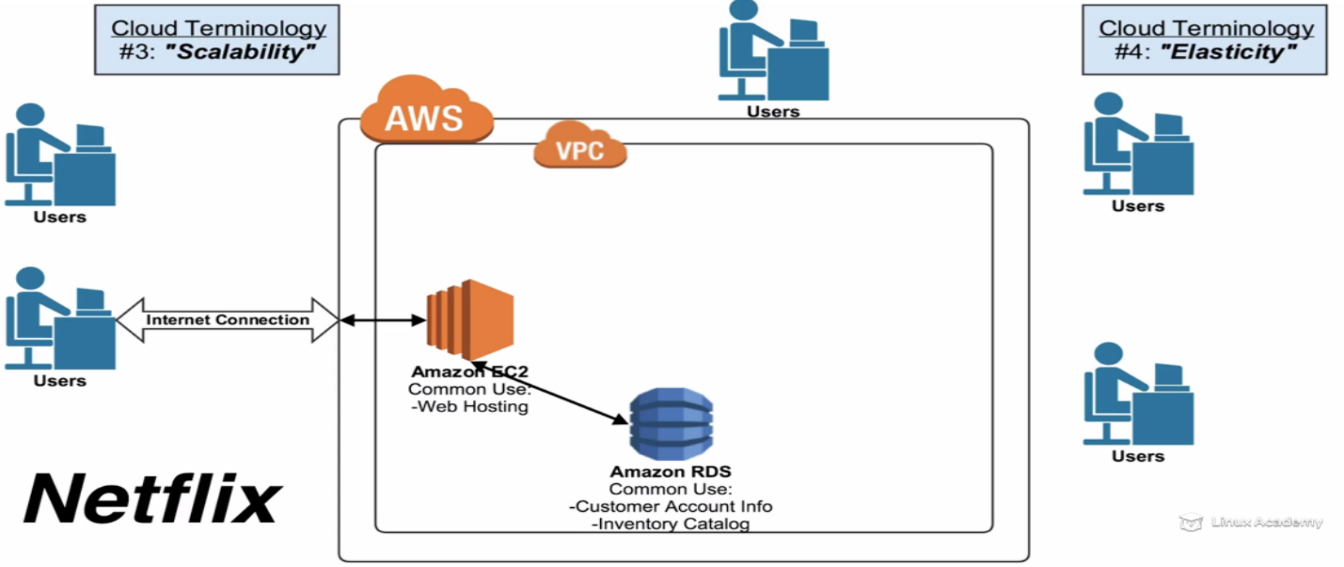 Cloud Terminology
#3: "Scalability"
Cloud Terminology
#4: "Elasticity"
Users
AWS
VPC
Users
Users
Internet Connection
Users
Amazon EC2
Common Use:
-Web Hosting
Amazon RDS
Common Use:
-Customer Account Info
-Inventory Catalog
Users
Netflix
Linux Academy